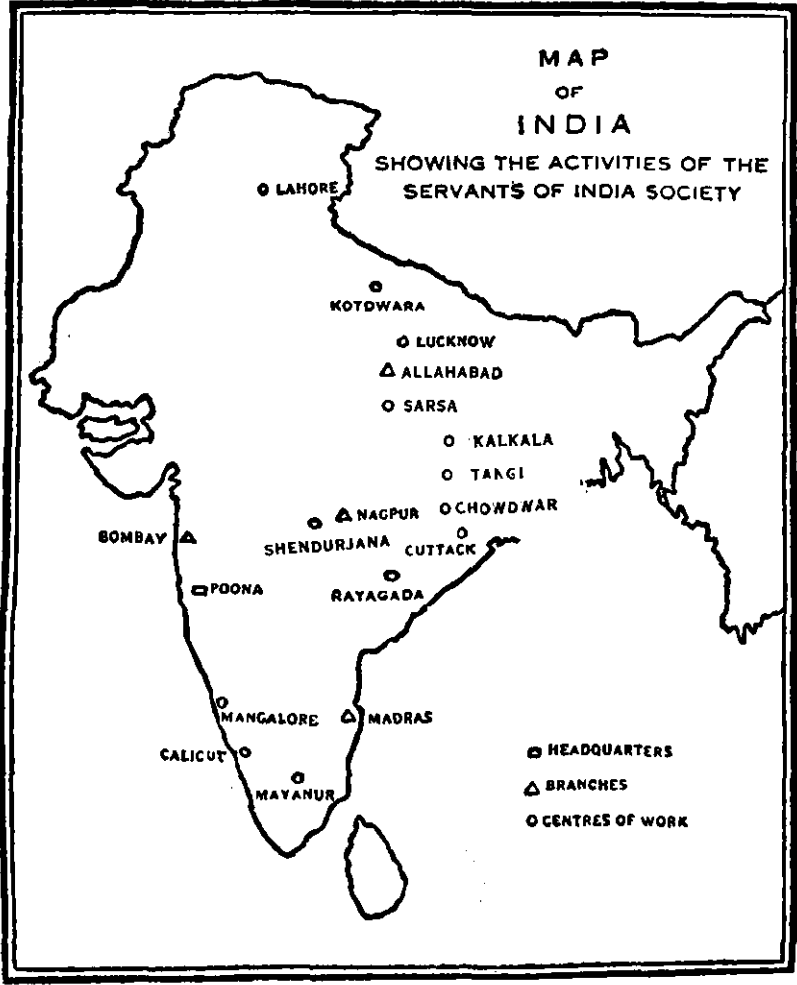 MAP
OF
INDIA
SHOWING THE ACTIVITIES OF THE
SERVANTS OF INDIA SOCIETY
LAHORE
KOTDWARA
LUCKNOW
ALLAHABAD
SARSA
KALKALA
TANGI
CHOWDWAR
NAGPUR
SHENDURJANA
CUTTACK
BOMBAY
RAYAGADA
POONA
MANGALORE
MADRAS
CALICUT
MAYANUR
HEADQUARTERS
BRANCHES
CENTRES OF WORK